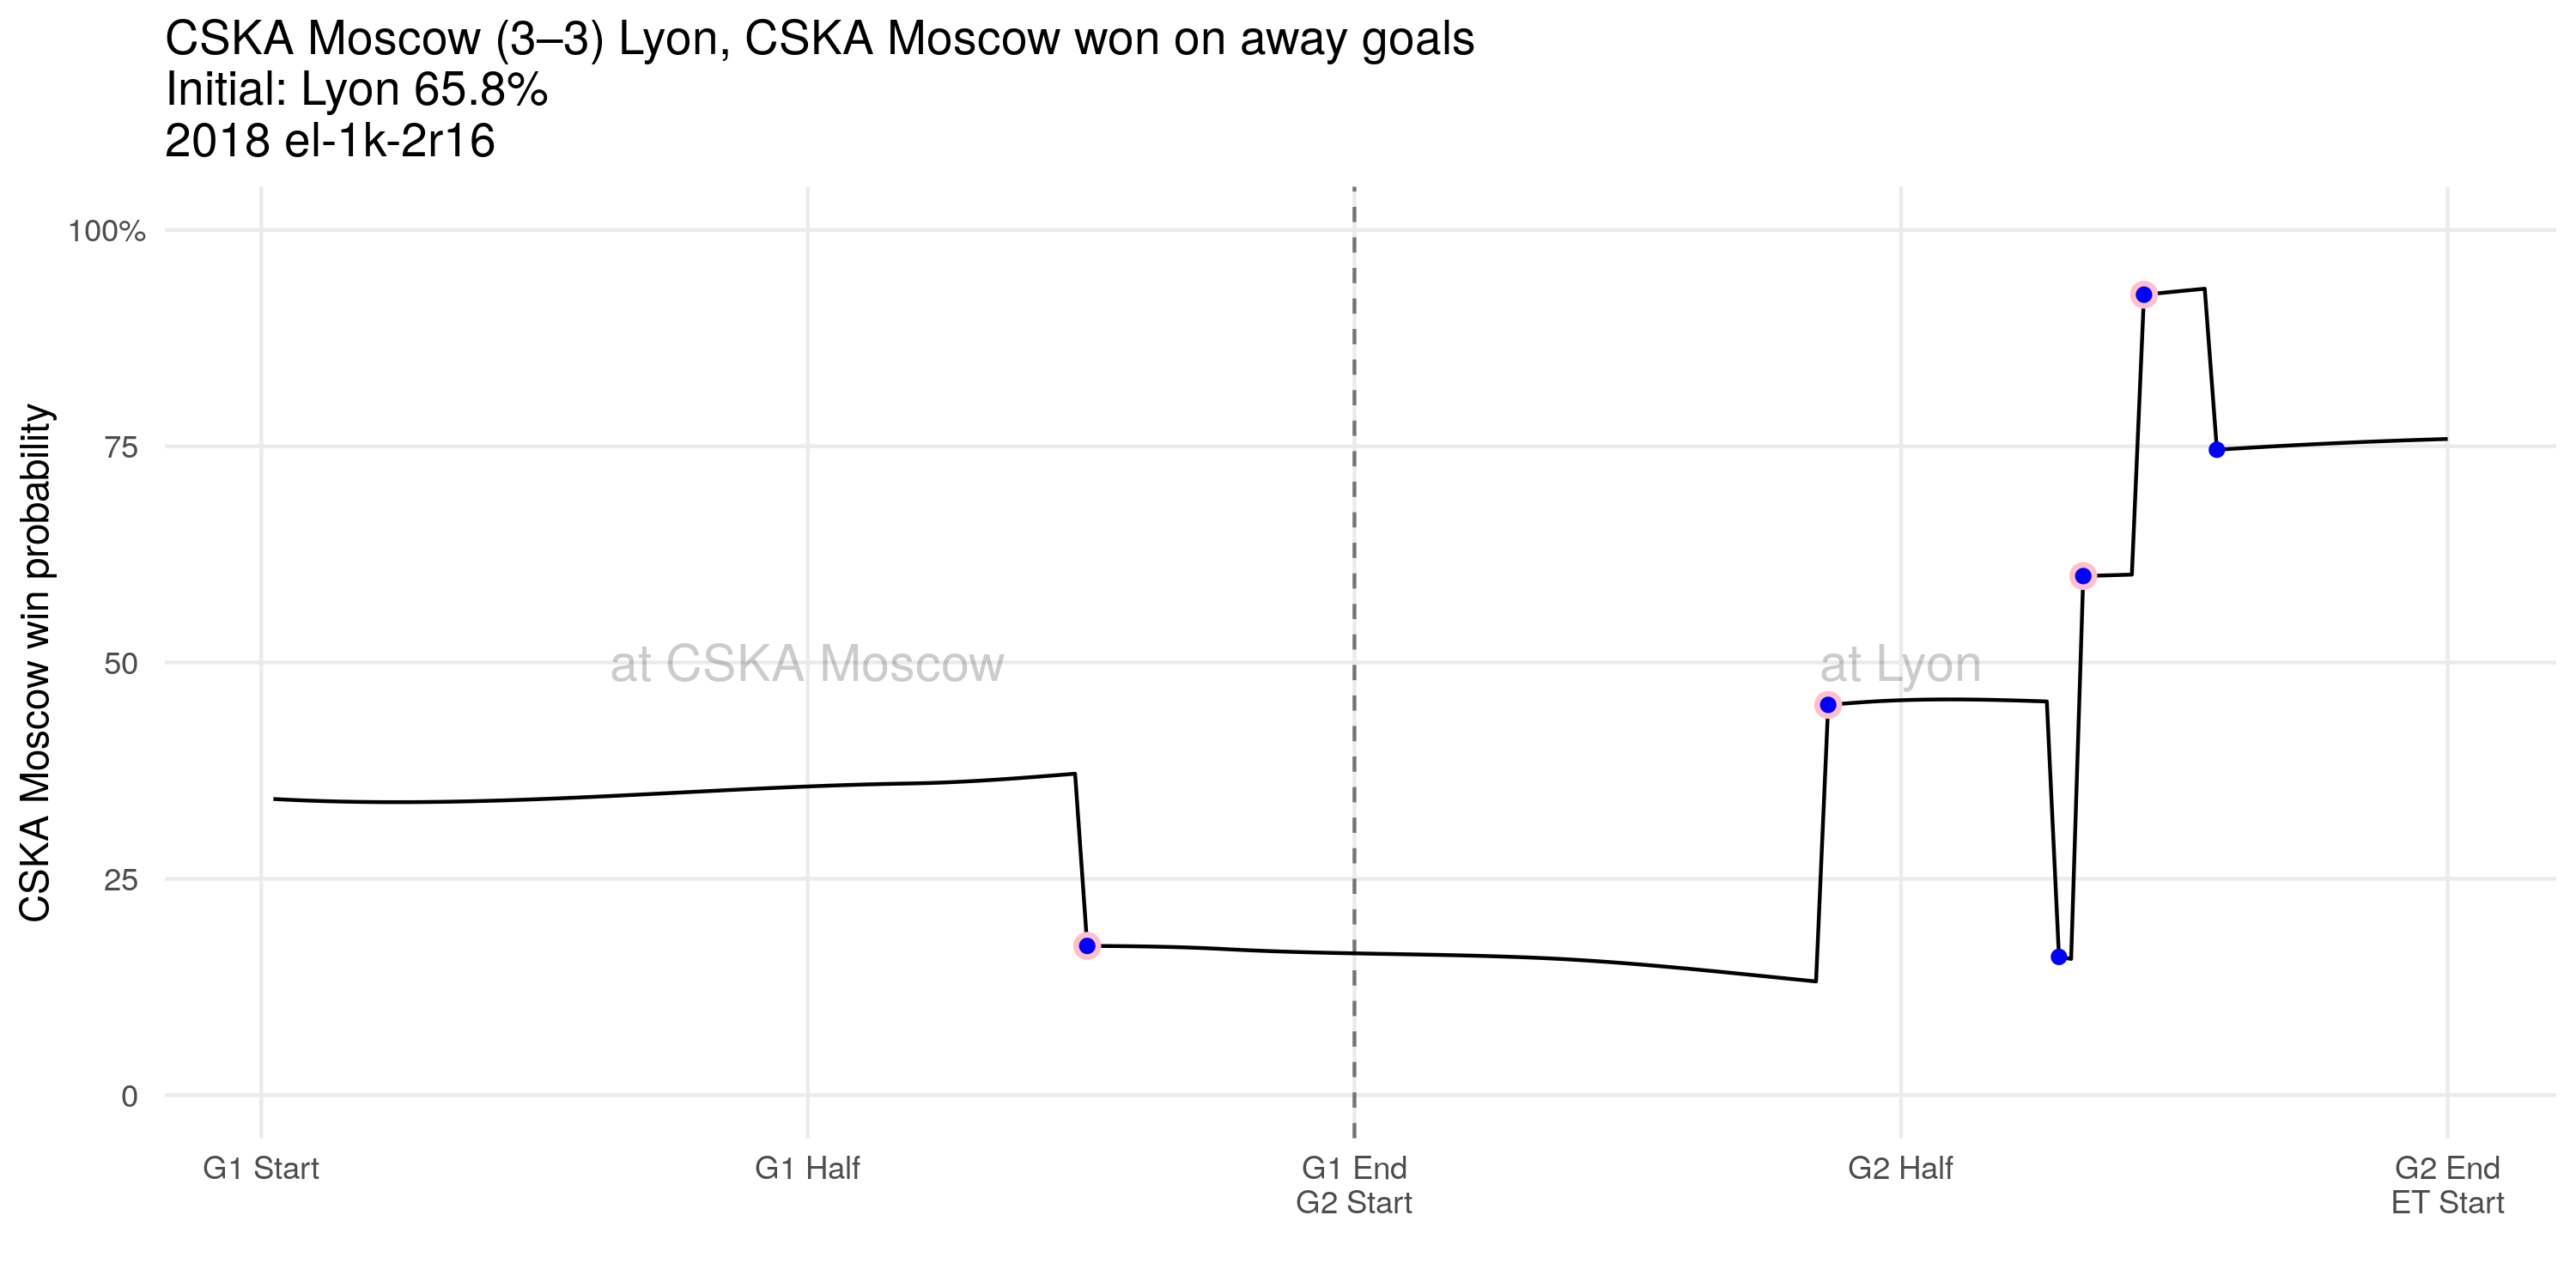 CSKA Moscow (3–3) Lyon, CSKA Moscow won on away goals
Initial: Lyon 65.8%
2018 el-1k-2r16
CSKA Moscow win probability
100%
75
50
25
0
at CSKA Moscow
at Lyon
G1 Start
G1 Half
G1 End
G2 Start
G2 Half
G2 End
ET Start